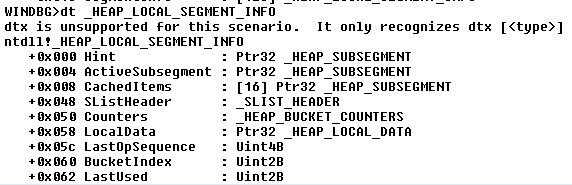 WINDBG>dt _HEAP_LOCAL_SEGMENT_INFO
dtx is unsupported for this scenario.  It only recognizes dtx [<type>]
ntdll!_HEAP_LOCAL_SEGMENT_INFO
   +0x000 Hint             : Ptr32 _HEAP_SUBSEGMENT
   +0x004 ActiveSubsegment : Ptr32 _HEAP_SUBSEGMENT
   +0x008 CachedItems      : [16] Ptr32 _HEAP_SUBSEGMENT
   +0x048 SListHeader      : _SLIST_HEADER
   +0x050 Counters         : _HEAP_BUCKET_COUNTERS
   +0x058 LocalData        : Ptr32 _HEAP_LOCAL_DATA
   +0x05c LastOpSequence   : Uint4B
   +0x060 BucketIndex      : Uint2B
   +0x062 LastUsed         : Uint2B